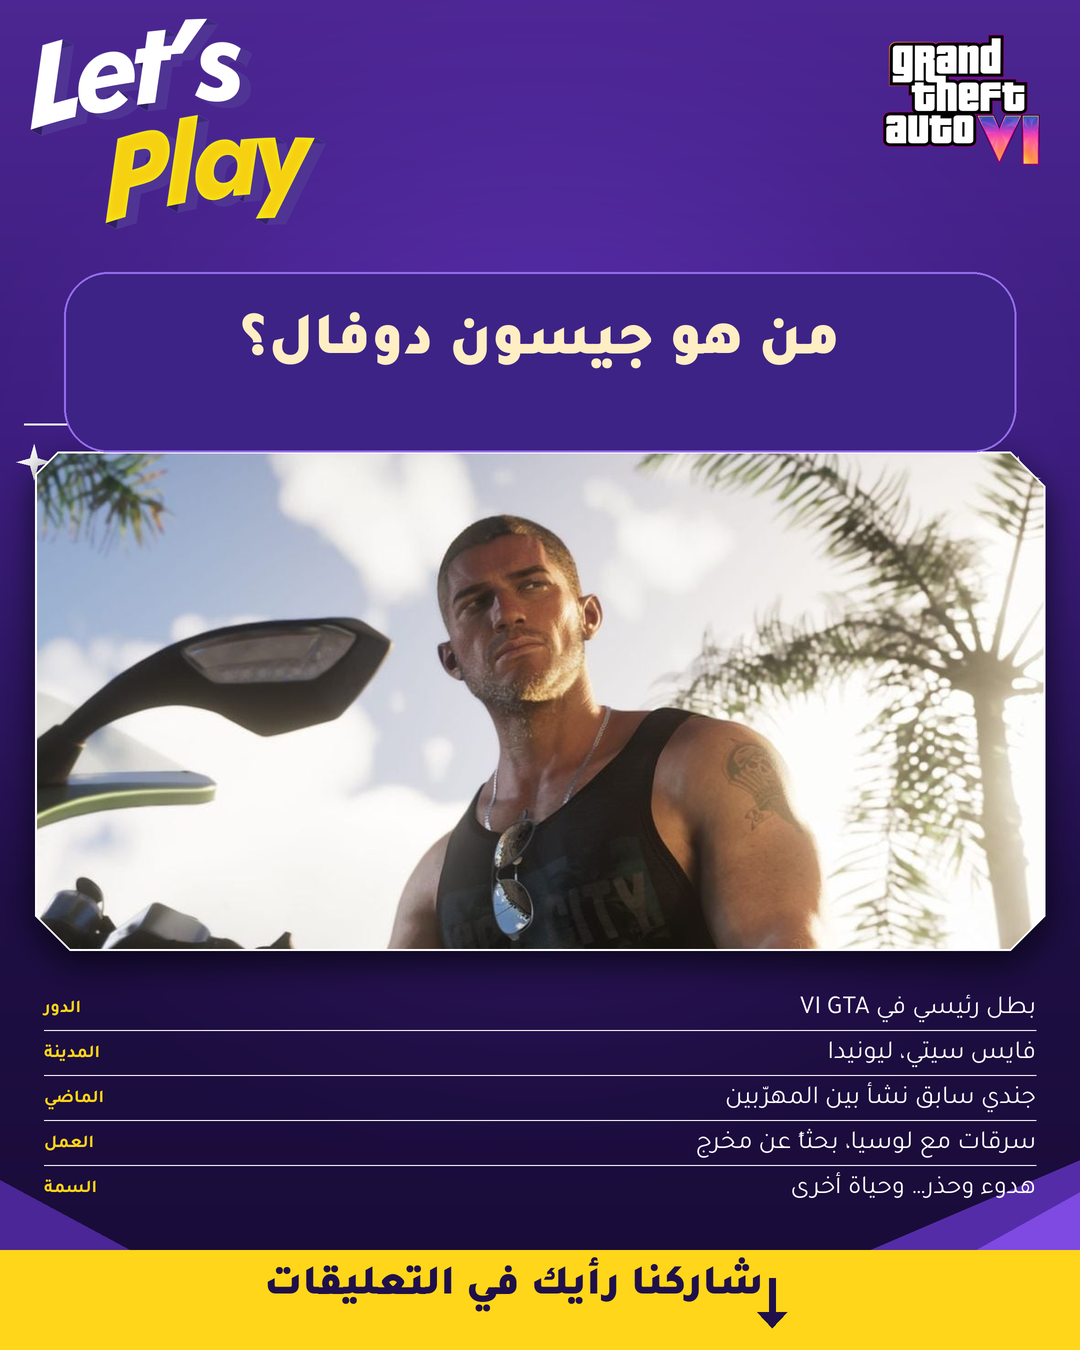 Let's
Play
grand
theft
auto VI
من هو جيسون دوفال؟
بطل رئيسي في VI GTA
الدور
فايس سيتي، ليونيدا
المدينة
جندي سابق نشأ بين المهرّبين
الماضي
سرقات مع لوسيا، بحثاً عن مخرج
العمل
هدوء وحذر... وحياة أخرى
السمة
شاركنا رأيك في التعليقات